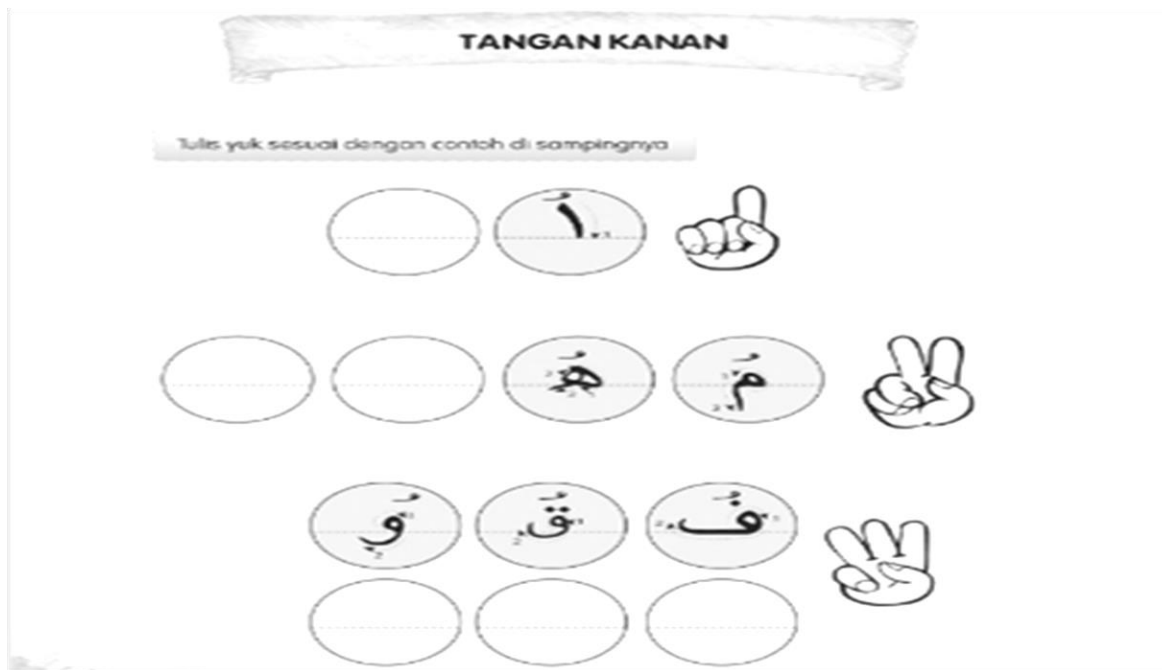 TANGAN KANAN
Tulis yuk sesuai dengan contoh di sampingnya
اُ
مُ هُ
فُ قُ وُ